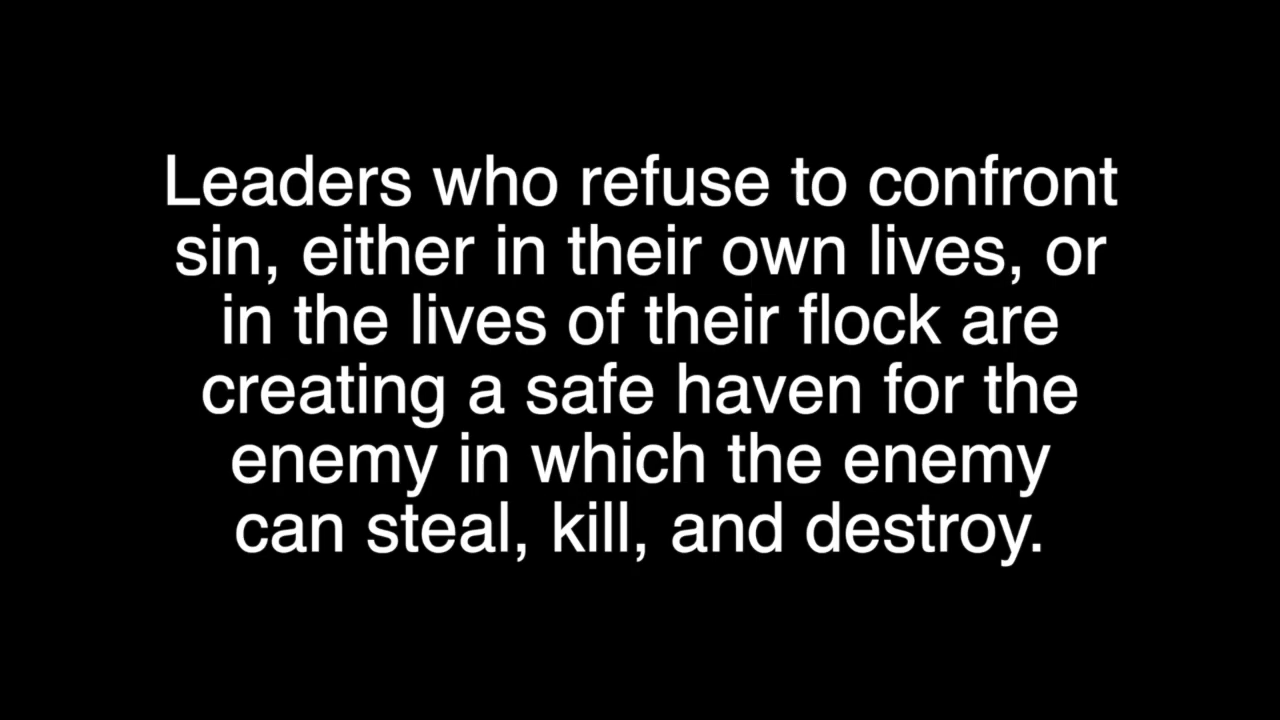 Leaders who refuse to confront
sin, either in their own lives, or
in the lives of their flock are
creating a safe haven for the
enemy in which the enemy
can steal, kill, and destroy.